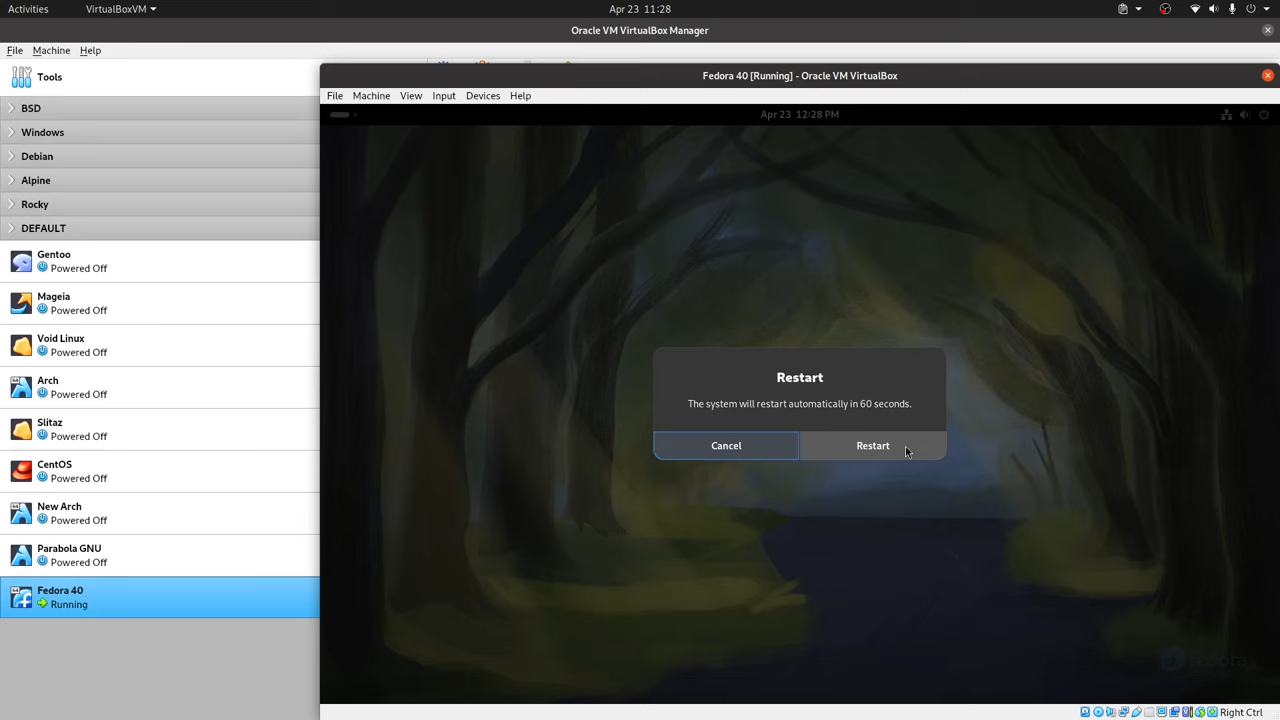 Activities VirtualBoxVM Apr 23 11:28
Oracle VM VirtualBox Manager
File Machine Help
Tools
BSD
Windows
Debian
Alpine
Rocky
DEFAULT
Gentoo
Powered Off
Mageia
Powered Off
Void Linux
Powered Off
Arch
Powered Off
Slitaz
Powered Off
CentOS
Powered Off
New Arch
Powered Off
Parabola GNU
Powered Off
Fedora 40
Running
Fedora 40 [Running] - Oracle VM VirtualBox
File Machine View Input Devices Help
Apr 23 12:28 PM
Restart
The system will restart automatically in 60 seconds.
Cancel Restart
fedora
Right Ctrl